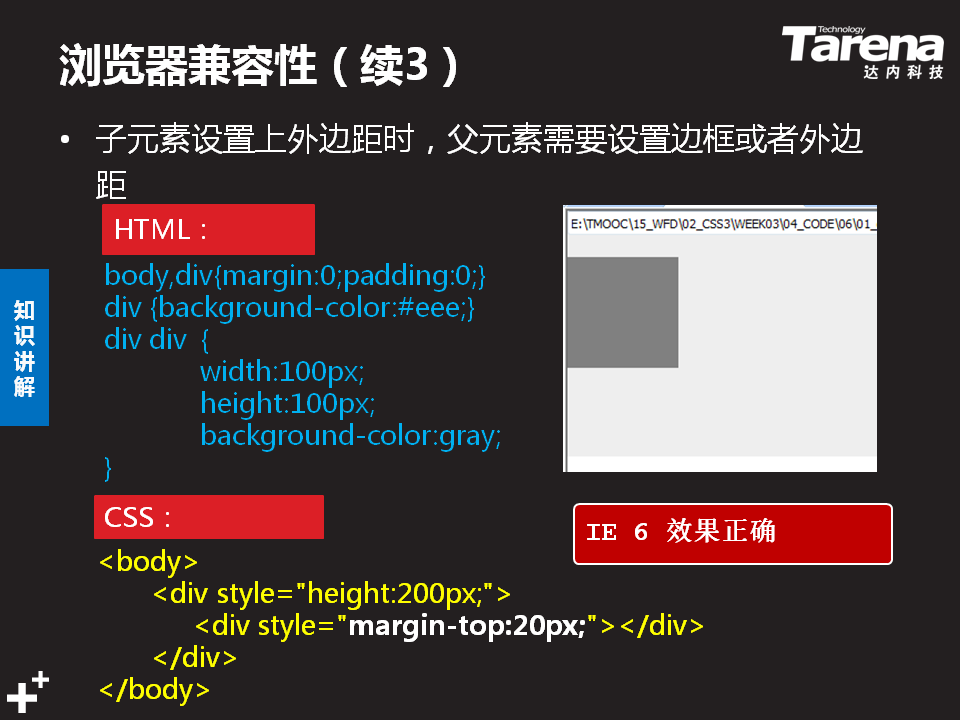 浏览器兼容性（续3）
Technology
Tarena
达内科技
• 子元素设置上外边距时，父元素需要设置边框或者外边
距
HTML：
body,div{margin:0;padding:0;}
div {background-color:#eee;}
div div {
width:100px;
height:100px;
background-color:gray;
}
E:\TMOOC\15_WFD\02_CSS3\WEEK03\04_CODE\06\01_
知识讲解
CSS：
IE 6 效果正确
<body>
<div style="height:200px;">
<div style="margin-top:20px;"></div>
</div>
</body>